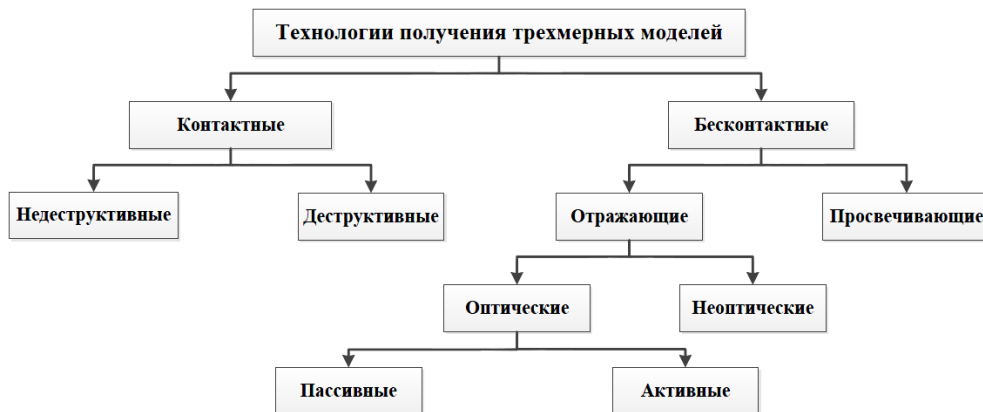 Технологии получения трехмерных моделей
Контактные
Бесконтактные
Недеструктивные
Деструктивные
Отражающие
Просвечивающие
Оптические
Неоптические
Пассивные
Активные